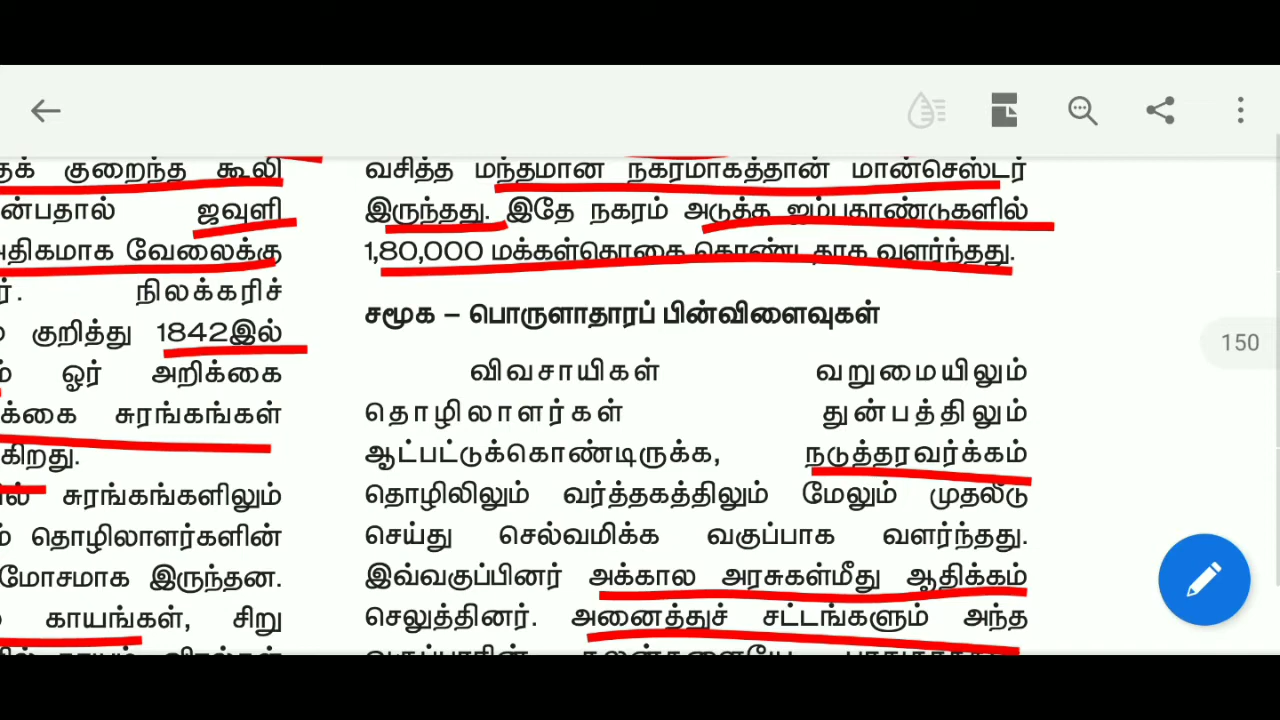 குறைந்த கூலி
ன்பதால் ஜவுளி
அதிகமாக வேலைக்கு
ர். நிலக்கரிச்
குறித்து 1842இல்
ஓர் அறிக்கை
க்கை சுரங்கங்கள்
கிறது.
சுரங்கங்களிலும்
தொழிலாளர்களின்
மோசமாக இருந்தன.
காயங்கள், சிறு
வசித்த மந்தமான நகரமாகத்தான் மான்செஸ்டர்
இருந்தது. இதே நகரம் அடுத்த ஐம்பதாண்டுகளில்
1,80,000 மக்கள்தொகை கொண்டதாக வளர்ந்தது.
சமூக – பொருளாதாரப் பின்விளைவுகள்
விவசாயிகள் வறுமையிலும்
தொழிலாளர்கள் துன்பத்திலும்
ஆட்பட்டுக்கொண்டிருக்க, நடுத்தரவர்க்கம்
தொழிலிலும் வர்த்தகத்திலும் மேலும் முதலீடு
செய்து செல்வமிக்க வகுப்பாக வளர்ந்தது.
இவ்வகுப்பினர் அக்கால அரசுகள்மீது ஆதிக்கம்
செலுத்தினர். அனைத்துச் சட்டங்களும் அந்த
150